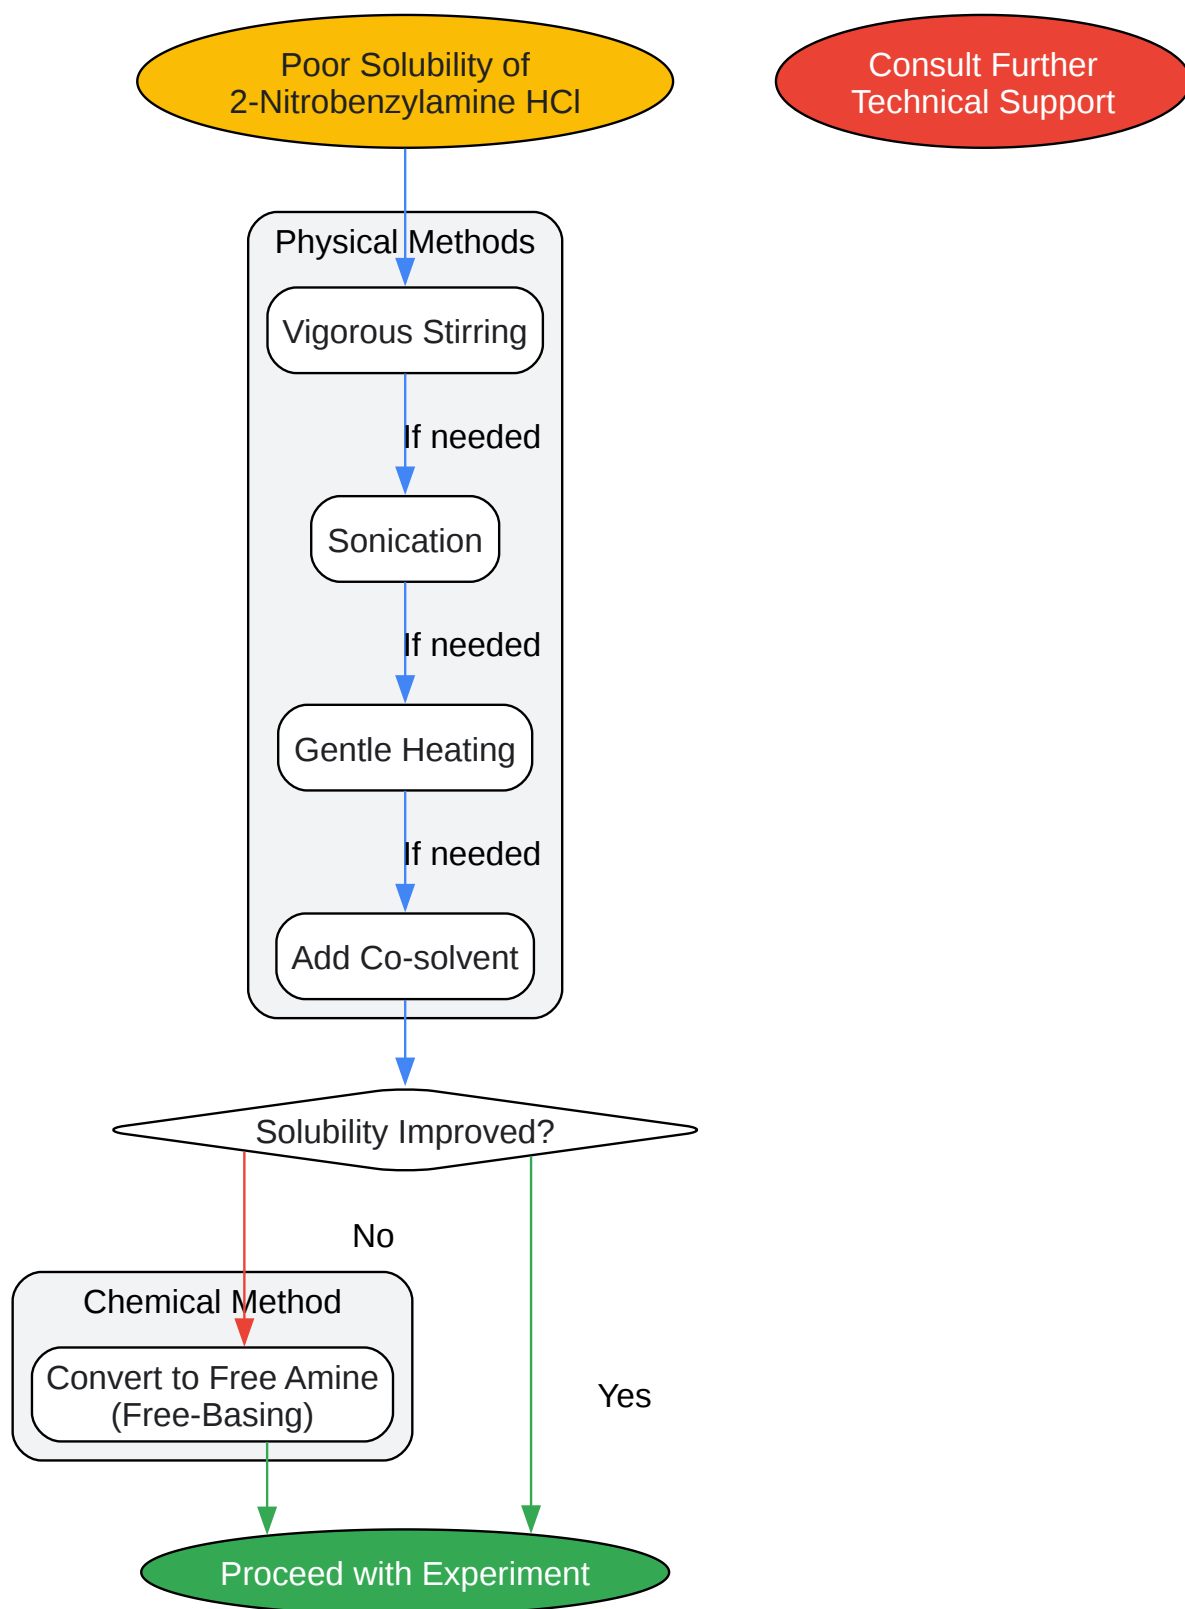 Poor Solubility of
2-Nitrobenzylamine HCl
Consult Further
Technical Support
Physical Methods
Vigorous Stirring
If needed
Sonication
If needed
Gentle Heating
If needed
Add Co-solvent
Solubility Improved?
No
Chemical Method
Convert to Free Amine
(Free-Basing)
Yes
Proceed with Experiment